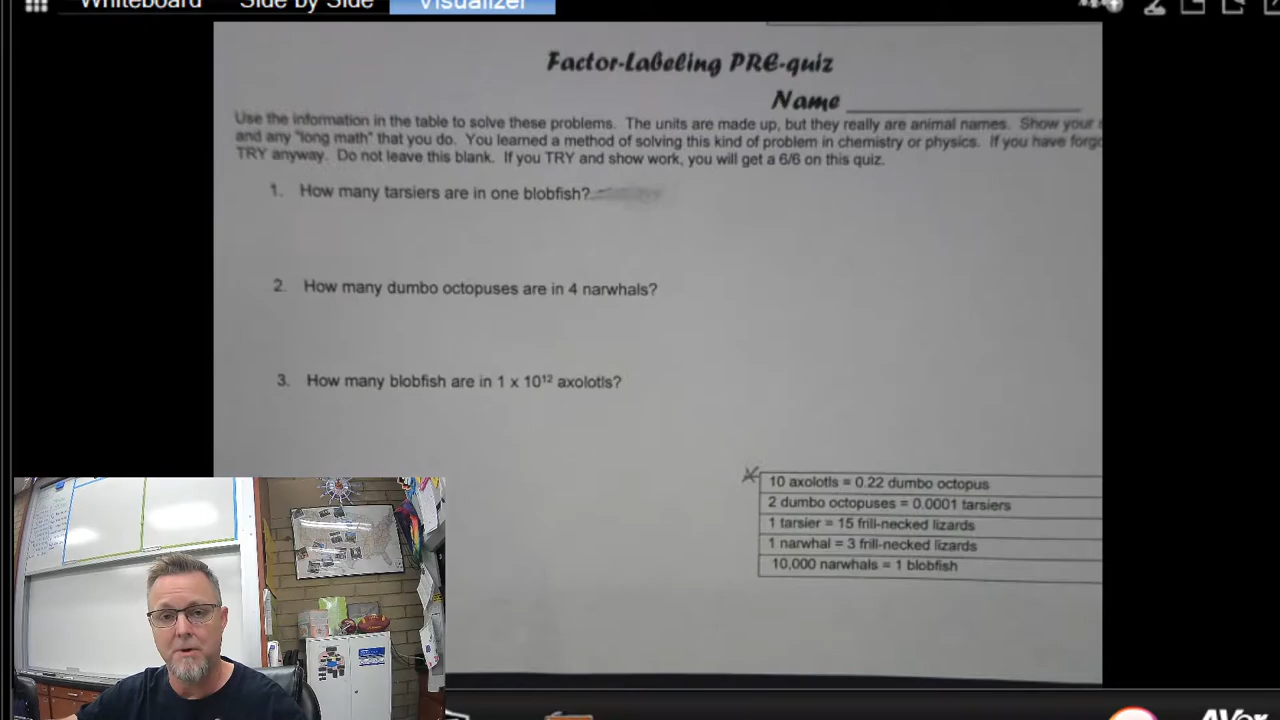 Whiteboard
Side by Side
Visualizer
Factor-Labeling PRE-quiz
Name
Use the information in the table to solve these problems. The units are made up, but they really are animal names. Show your
and any "long math" that you do. You learned a method of solving this kind of problem in chemistry or physics. If you have forgo
TRY anyway. Do not leave this blank. If you TRY and show work, you will get a 6/6 on this quiz.
1. How many tarsiers are in one blobfish?
2. How many dumbo octopuses are in 4 narwhals?
3. How many blobfish are in 1 x 10¹² axolotls?
10 axolotls = 0.22 dumbo octopus
2 dumbo octopuses = 0.0001 tarsiers
1 tarsier = 15 frill-necked lizards
1 narwhal = 3 frill-necked lizards
10,000 narwhals = 1 blobfish
AVer